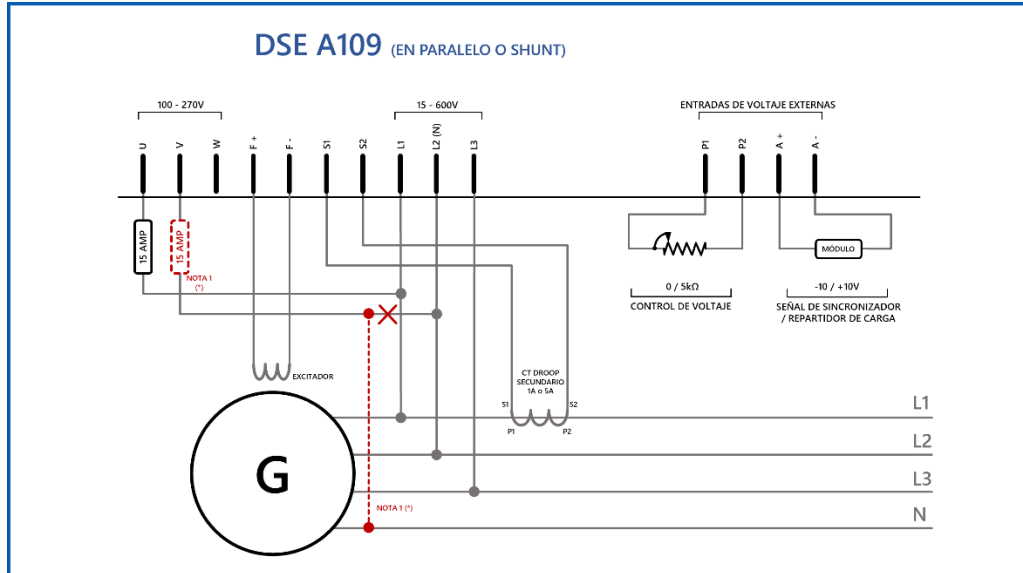 DSE A109 (EN PARALELO O SHUNT)
100 - 270V
15 - 600V
ENTRADAS DE VOLTAJE EXTERNAS
U
V
W
F +
F -
S1
S2
L1
L2 (N)
L3
P1
P2
A +
A -
15 AMP
15 AMP
NOTA 1
(*)
MÓDULO
0 / 5kΩ
CONTROL DE VOLTAJE
-10 / +10V
SEÑAL DE SINCRONIZADOR
/ REPARTIDOR DE CARGA
EXCITADOR
CT DROOP
SECUNDARIO
1A o 5A
S1
S2
P1
P2
G
NOTA 1 (*)
L1
L2
L3
N